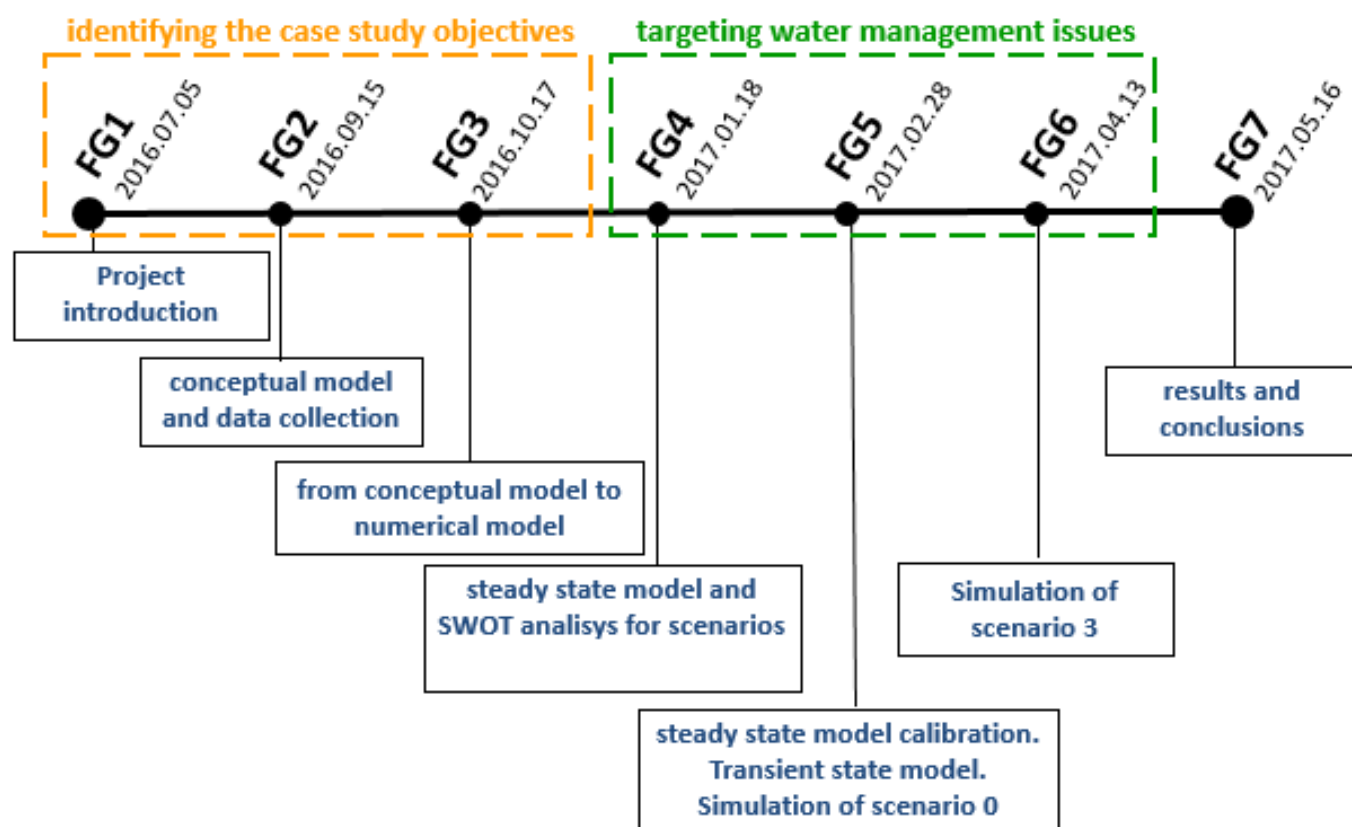 identifying the case study objectives
targeting water management issues
FG1
2016.07.05
FG2
2016.09.15
FG3
2016.10.17
FG4
2017.01.18
FG5
2017.02.28
FG6
2017.04.13
FG7
2017.05.16
Project
introduction
conceptual model
and data collection
from conceptual model to
numerical model
steady state model and
SWOT analisys for scenarios
steady state model calibration.
Transient state model.
Simulation of scenario 0
Simulation of
scenario 3
results and
conclusions